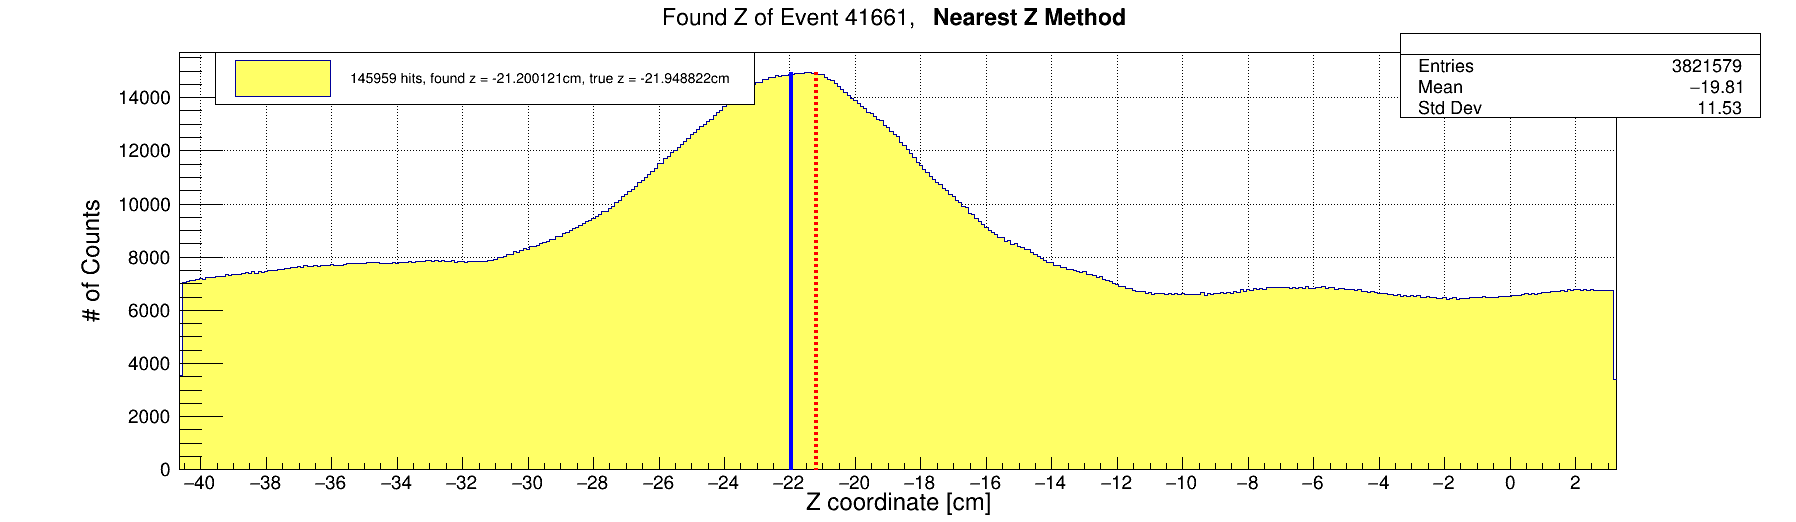 Found Z of Event 41661, Nearest Z Method
145959 hits, found z = -21.200121cm, true z = -21.948822cm
Entries 3821579
Mean −19.81
Std Dev 11.53
14000
12000
10000
8000
6000
4000
2000
0
# of Counts
−40 −38 −36 −34 −32 −30 −28 −26 −24 −22 −20 −18 −16 −14 −12 −10 −8 −6 −4 −2 0 2
Z coordinate [cm]